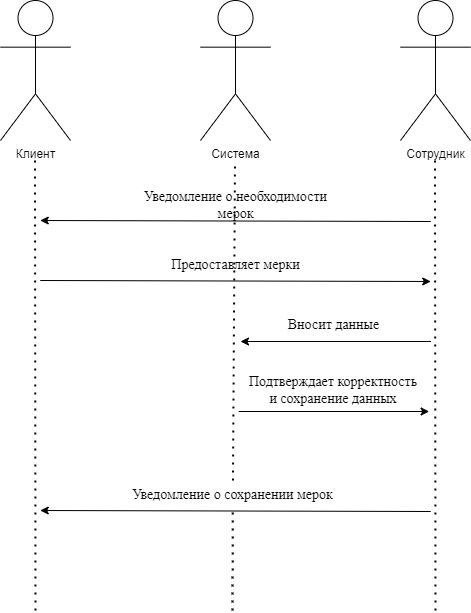 Клиент
Система
Сотрудник
Уведомление о необходимости
мерок
Предоставляет мерки
Вносит данные
Подтверждает корректность
и сохранение данных
Уведомление о сохранении мерок